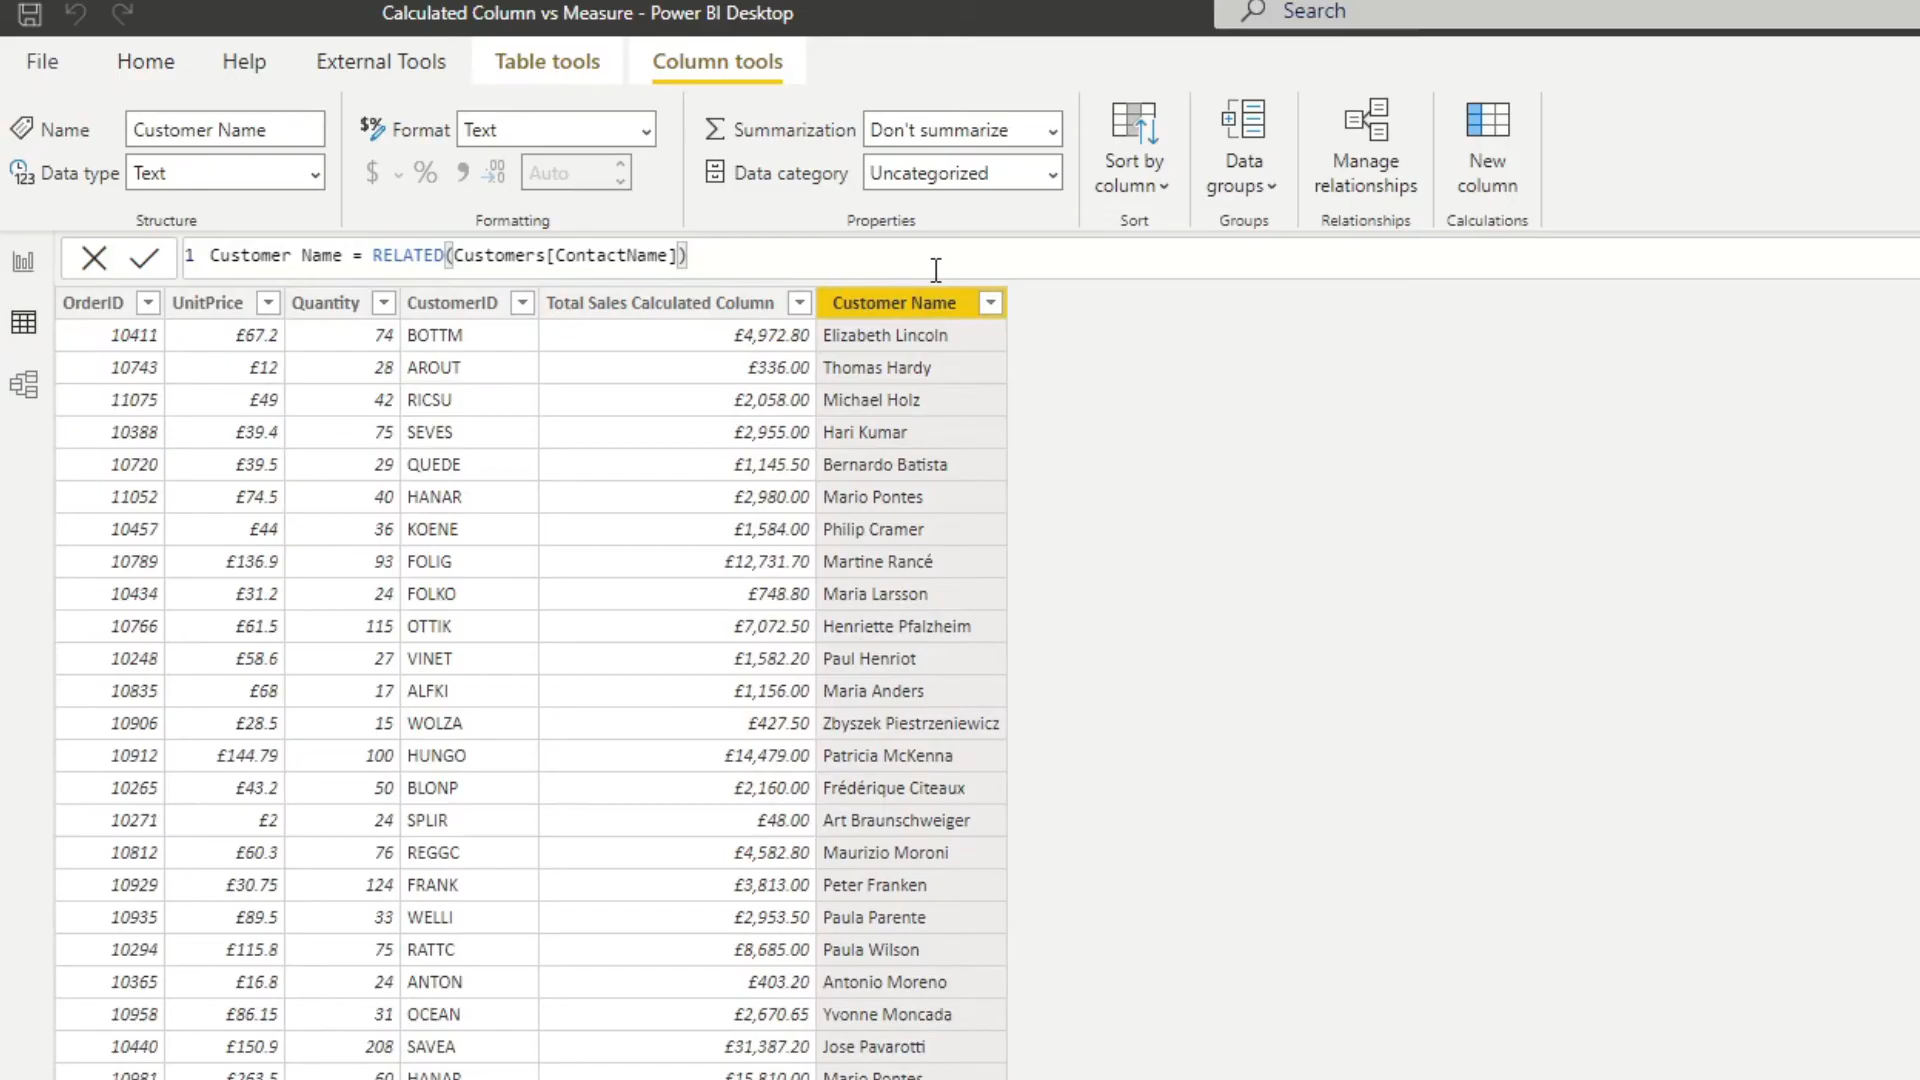 Calculated Column vs Measure - Power BI Desktop
Search
File Home Help External Tools Table tools Column tools
Name Customer Name
Data type Text
Structure
$% Format Text
$ % 9 .00 →.0 Auto
Formatting
Summarization Don't summarize
Data category Uncategorized
Properties
Sort by
column
Sort
Data
groups
Groups
Manage
relationships
Relationships
New
column
Calculations
1 Customer Name = RELATED(Customers[ContactName])
OrderID UnitPrice Quantity CustomerID Total Sales Calculated Column Customer Name
10411 £67.2 74 BOTTM £4,972.80 Elizabeth Lincoln
10743 £12 28 AROUT £336.00 Thomas Hardy
11075 £49 42 RICSU £2,058.00 Michael Holz
10388 £39.4 75 SEVES £2,955.00 Hari Kumar
10720 £39.5 29 QUEDE £1,145.50 Bernardo Batista
11052 £74.5 40 HANAR £2,980.00 Mario Pontes
10457 £44 36 KOENE £1,584.00 Philip Cramer
10789 £136.9 93 FOLIG £12,731.70 Martine Rancé
10434 £31.2 24 FOLKO £748.80 Maria Larsson
10766 £61.5 115 OTTIK £7,072.50 Henriette Pfalzheim
10248 £58.6 27 VINET £1,582.20 Paul Henriot
10835 £68 17 ALFKI £1,156.00 Maria Anders
10906 £28.5 15 WOLZA £427.50 Zbyszek Piestrzeniewicz
10912 £144.79 100 HUNGO £14,479.00 Patricia McKenna
10265 £43.2 50 BLONP £2,160.00 Frédérique Citeaux
10271 £2 24 SPLIR £48.00 Art Braunschweiger
10812 £60.3 76 REGGC £4,582.80 Maurizio Moroni
10929 £30.75 124 FRANK £3,813.00 Peter Franken
10935 £89.5 33 WELLI £2,953.50 Paula Parente
10294 £115.8 75 RATTC £8,685.00 Paula Wilson
10365 £16.8 24 ANTON £403.20 Antonio Moreno
10958 £86.15 31 OCEAN £2,670.65 Yvonne Moncada
10440 £150.9 208 SAVEA £31,387.20 Jose Pavarotti
10981 £263.5 60 HANAR £15,810.00 Mario Pontes